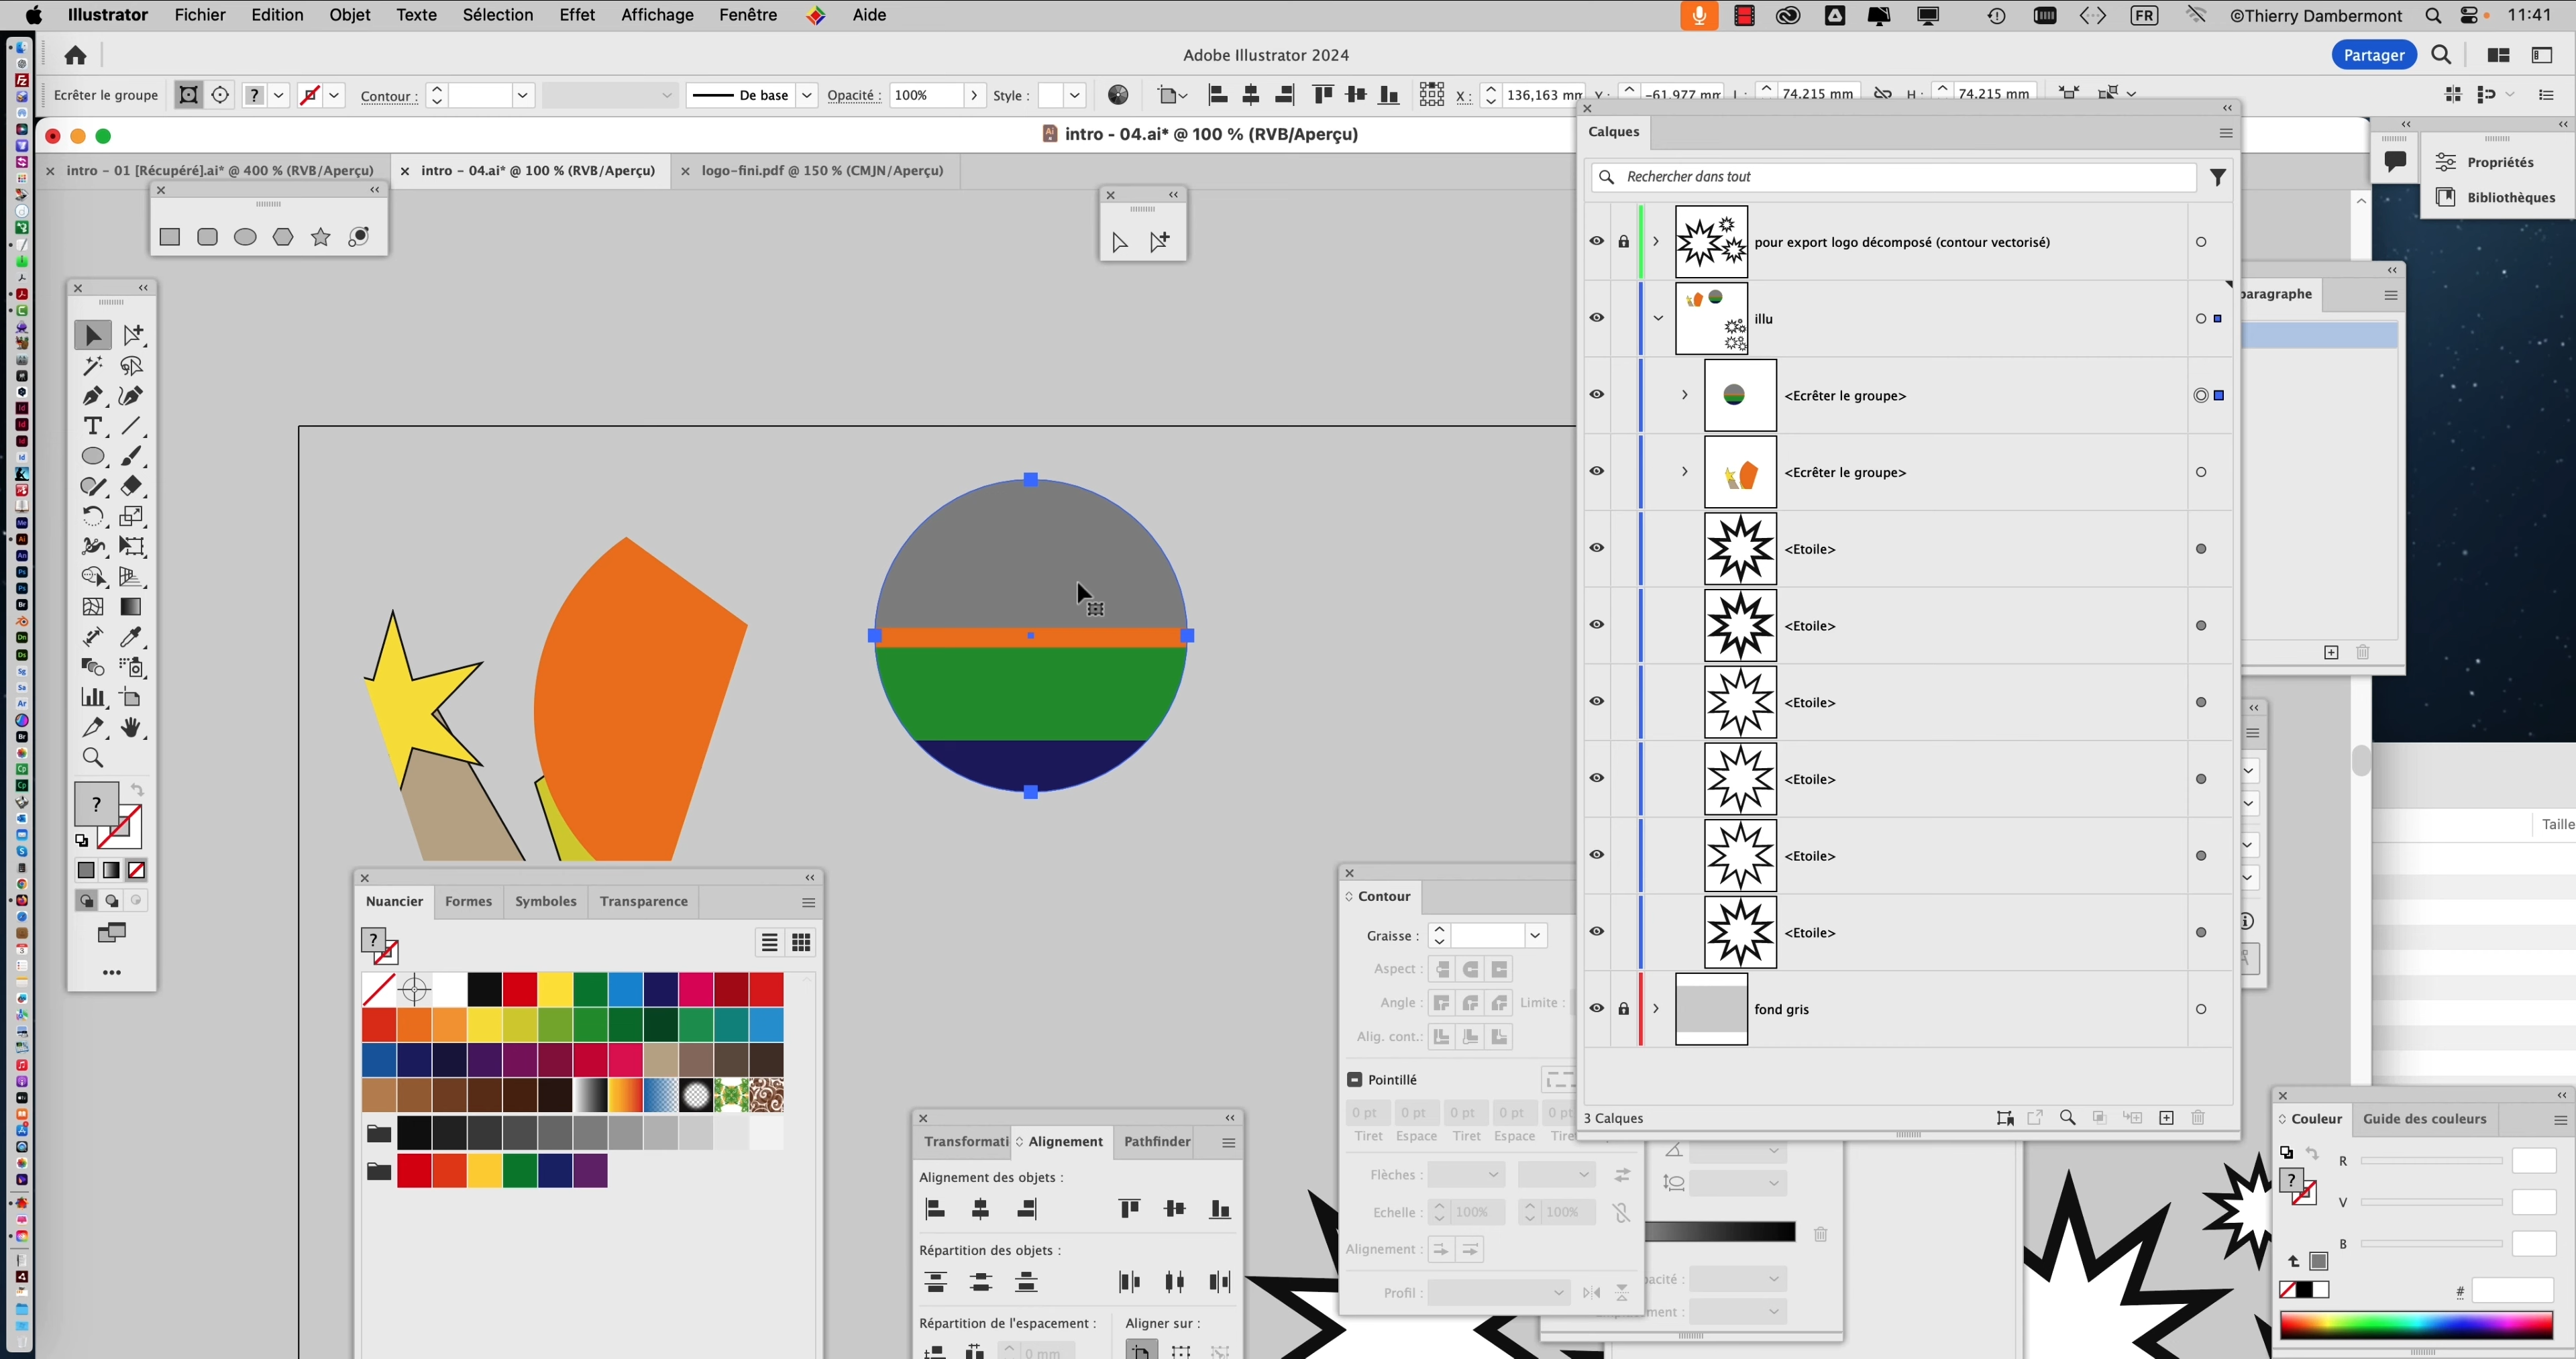 Illustrator Fichier Edition Objet Texte Sélection Effet Affichage Fenêtre Aide FR ©Thierry Dambermont 11:41
Adobe Illustrator 2024 Partager
Ecrêter le groupe ? Contour : De base Opacité : 100% Style : X : 136,163 mm Y : -61,977 mm L : 74,215 mm H : 74,215 mm
intro - 04.ai* @ 100 % (RVB/Aperçu)
intro - 01 [Récupéré].ai* @ 400 % (RVB/Aperçu) intro - 04.ai* @ 100 % (RVB/Aperçu) logo-fini.pdf @ 150 % (CMJN/Aperçu)
Calques
Rechercher dans tout
pour export logo décomposé (contour vectorisé)
illu
<Ecrêter le groupe>
<Ecrêter le groupe>
<Etoile>
<Etoile>
<Etoile>
<Etoile>
<Etoile>
<Etoile>
fond gris
3 Calques
Propriétés
Bibliothèques
paragraphe
Taille
?
Nuancier Formes Symboles Transparence
?
Contour
Graisse :
Aspect :
Angle : Limite :
Alig. cont.:
Pointillé
0 pt 0 pt 0 pt 0 pt 0 pt
Tiret Espace Tiret Espace Tire
Flèches :
Echelle : 100% 100%
Alignement :
Profil :
Transformati Alignement Pathfinder
Alignement des objets :
Répartition des objets :
Répartition de l'espacement : Aligner sur :
0 mm
acité :
ment :
Couleur Guide des couleurs
?
R
V
B
#